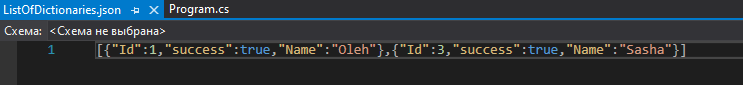 ListOfDictionaries.json Program.cs
Схема: <Схема не выбрана>
1 [{"Id":1,"success":true,"Name":"Oleh"},{"Id":3,"success":true,"Name":"Sasha"}]